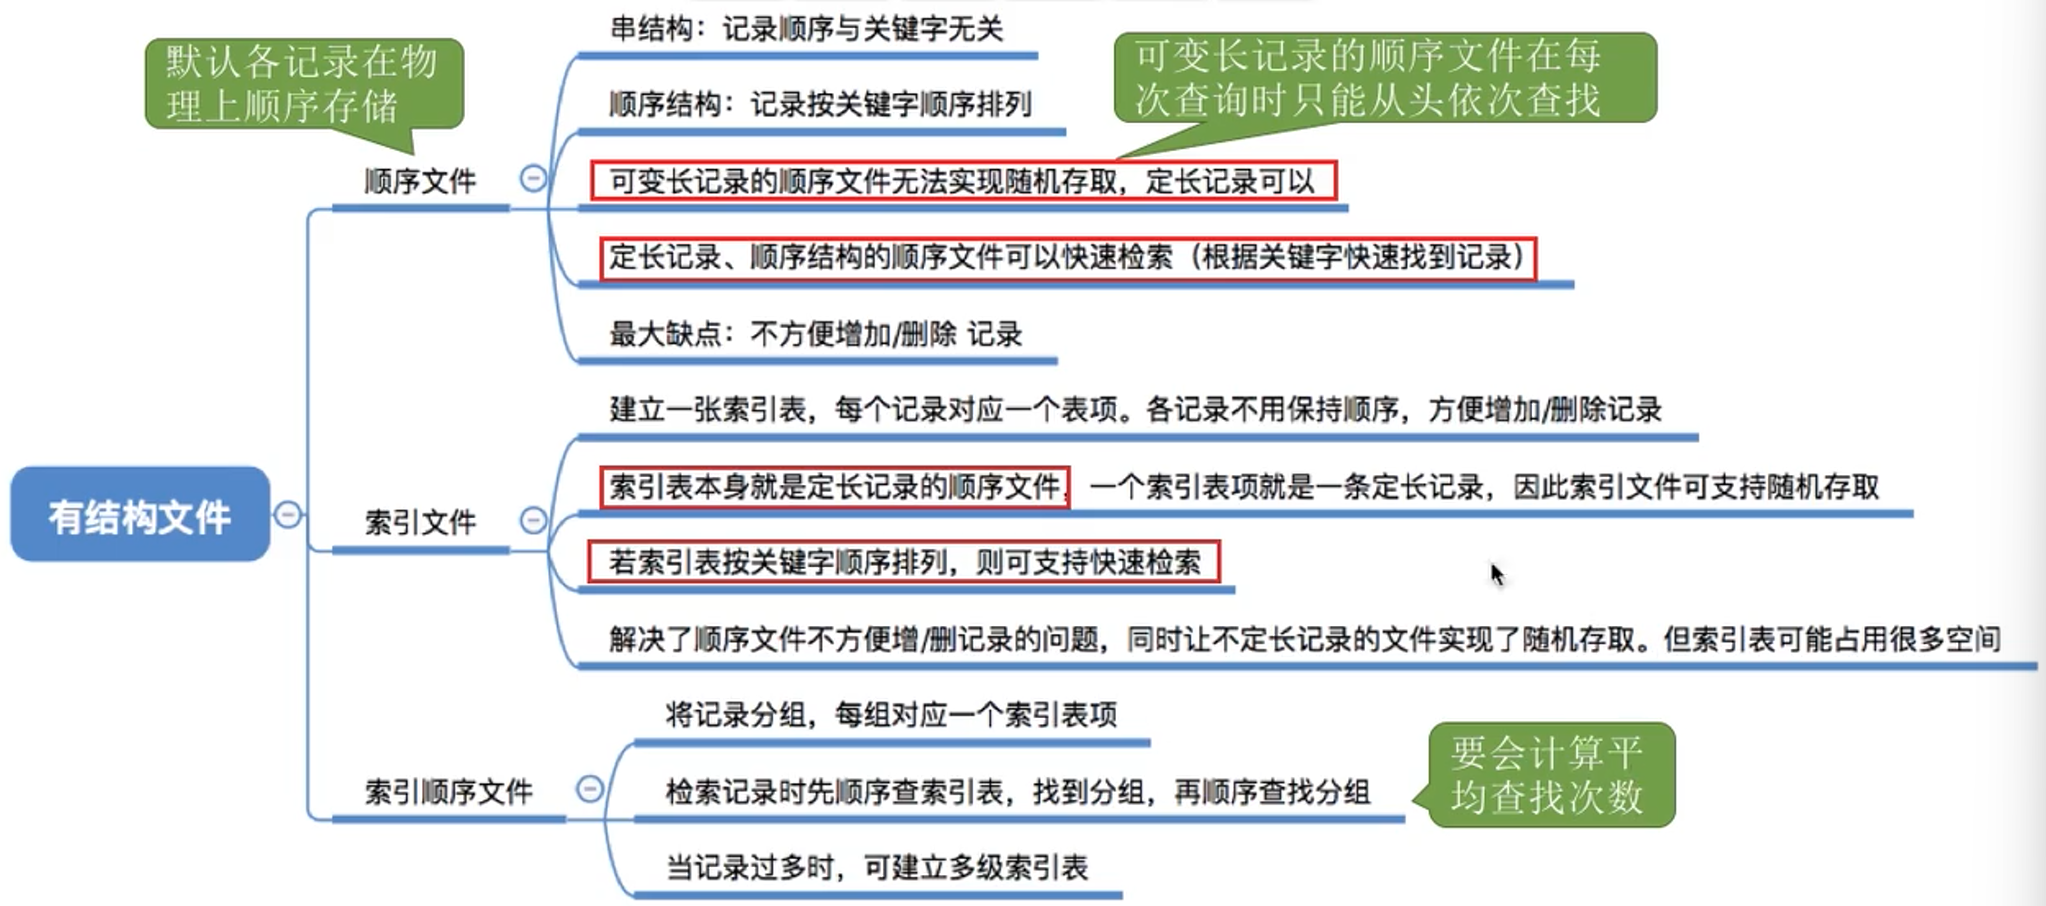 串结构：记录顺序与关键字无关
默认各记录在物
理上顺序存储
可变长记录的顺序文件在每
次查询时只能从头依次查找
顺序结构：记录按关键字顺序排列
顺序文件
可变长记录的顺序文件无法实现随机存取，定长记录可以
定长记录、顺序结构的顺序文件可以快速检索（根据关键字快速找到记录）
最大缺点：不方便增加/删除 记录
建立一张索引表，每个记录对应一个表项。各记录不用保持顺序，方便增加/删除记录
有结构文件
索引文件
索引表本身就是定长记录的顺序文件，一个索引表项就是一条定长记录，因此索引文件可支持随机存取
若索引表按关键字顺序排列，则可支持快速检索
解决了顺序文件不方便增/删记录的问题，同时让不定长记录的文件实现了随机存取。但索引表可能占用很多空间
将记录分组，每组对应一个索引表项
索引顺序文件
检索记录时先顺序查索引表，找到分组，再顺序查找分组
要会计算平
均查找次数
当记录过多时，可建立多级索引表